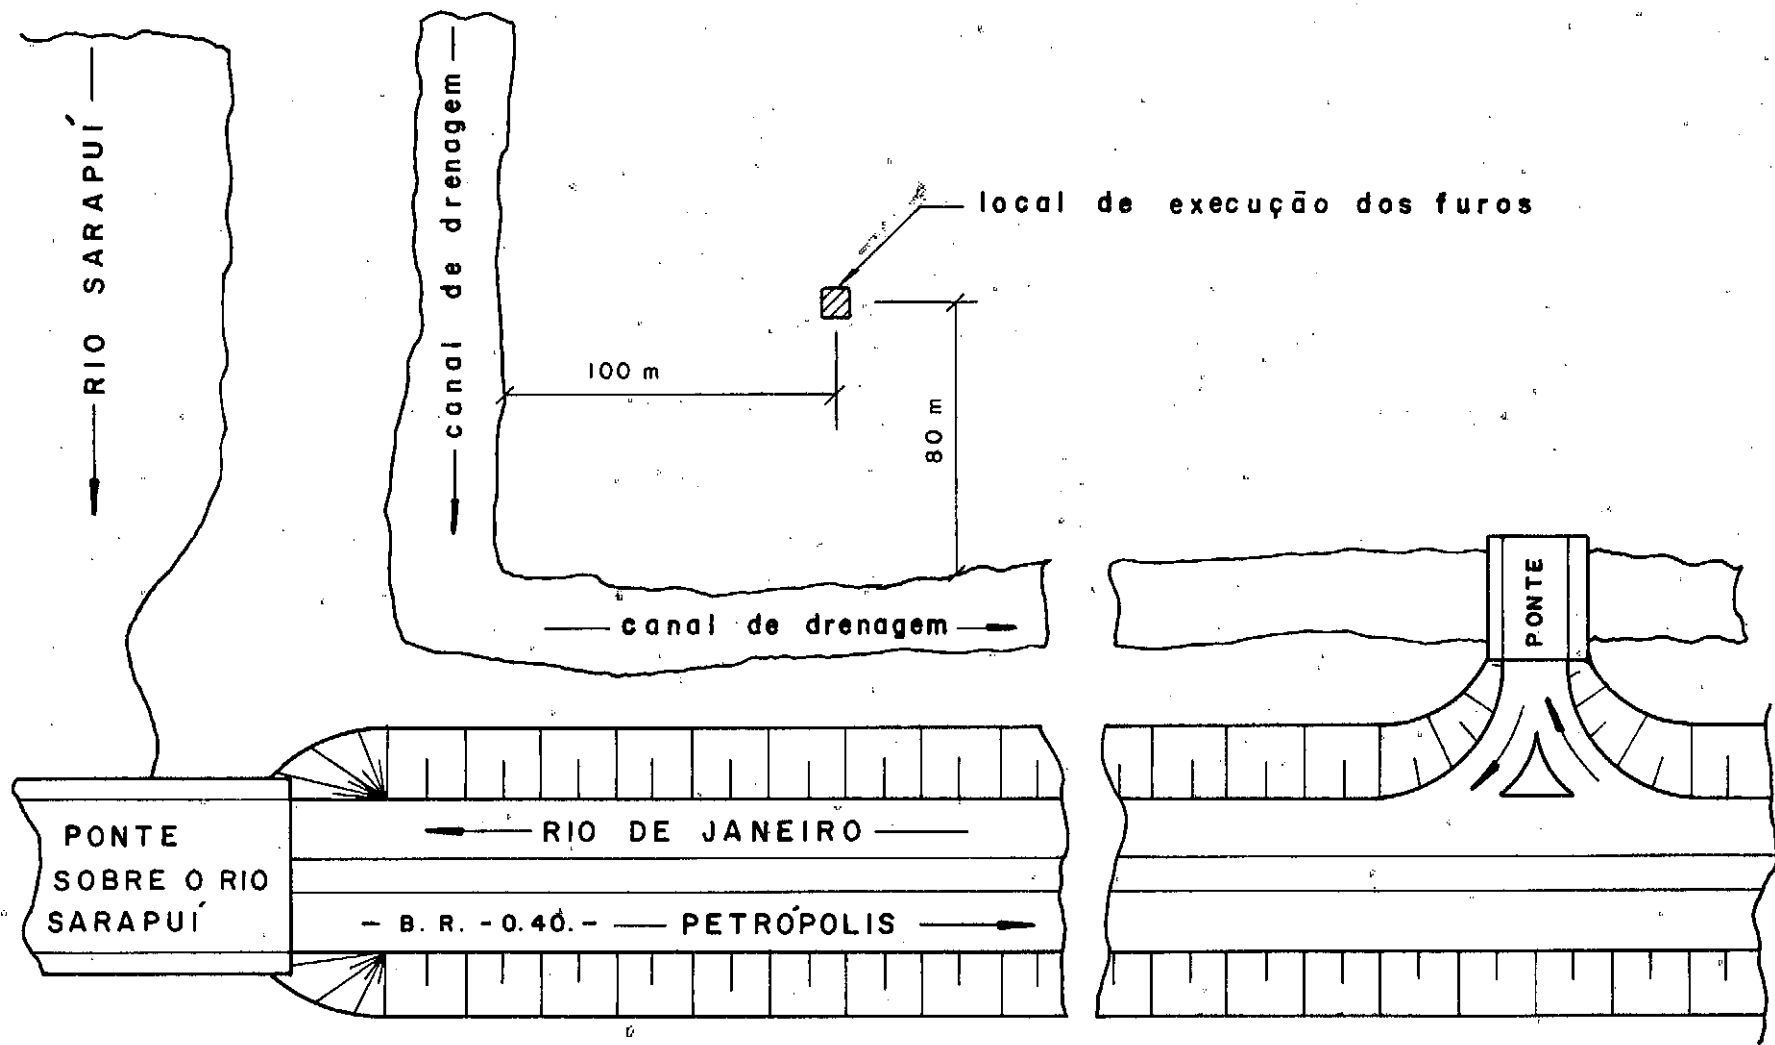 RIO SARAPUÍ
canal de drenagem
local de execução dos furos
100 m
80 m
canal de drenagem
PONTE
RIO DE JANEIRO
PONTE
SOBRE O RIO
SARAPUÍ
- B. R. - 0.40. - PETRÓPOLIS